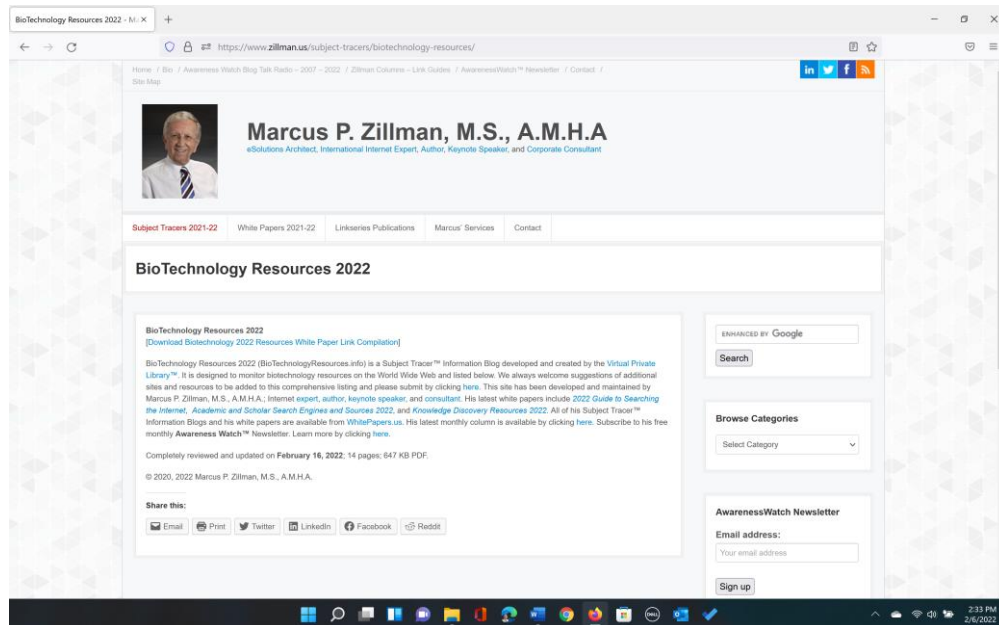 BioTechnology Resources 2022 - Ma
https://www.zillman.us/subject-tracers/biotechnology-resources/
Home / Bio / Awareness Watch Blog Talk Radio – 2007 – 2022 / Zillman Columns – Link Guides / AwarenessWatch™ Newsletter / Contact /
Site Map
in
f
Marcus P. Zillman, M.S., A.M.H.A
eSolutions Architect, International Internet Expert, Author, Keynote Speaker, and Corporate Consultant
Subject Tracers 2021-22 White Papers 2021-22 Linkseries Publications Marcus' Services Contact
BioTechnology Resources 2022
BioTechnology Resources 2022
[Download Biotechnology 2022 Resources White Paper Link Compilation]
BioTechnology Resources 2022 (BioTechnologyResources.info) is a Subject Tracer™ Information Blog developed and created by the Virtual Private
Library™. It is designed to monitor biotechnology resources on the World Wide Web and listed below. We always welcome suggestions of additional
sites and resources to be added to this comprehensive listing and please submit by clicking here. This site has been developed and maintained by
Marcus P. Zillman, M.S., A.M.H.A.; Internet expert, author, keynote speaker, and consultant. His latest white papers include 2022 Guide to Searching
the Internet, Academic and Scholar Search Engines and Sources 2022, and Knowledge Discovery Resources 2022. All of his Subject Tracer™
Information Blogs and his white papers are available from WhitePapers.us. His latest monthly column is available by clicking here. Subscribe to his free
monthly Awareness Watch™ Newsletter. Learn more by clicking here.
Completely reviewed and updated on February 16, 2022; 14 pages; 647 KB PDF.
© 2020, 2022 Marcus P. Zillman, M.S., A.M.H.A.
Share this:
Email Print Twitter LinkedIn Facebook Reddit
ENHANCED BY Google
Search
Browse Categories
Select Category
AwarenessWatch Newsletter
Email address:
Your email address
Sign up
DELL
2:33 PM
2/6/2022